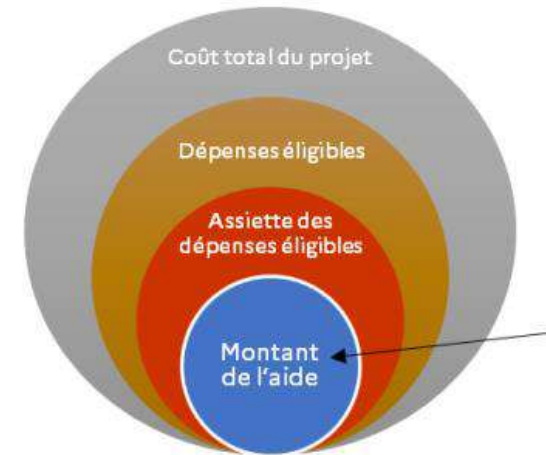 Coût total du projet
Dépenses éligibles
Assiette des
dépenses éligibles
Montant
de l'aide